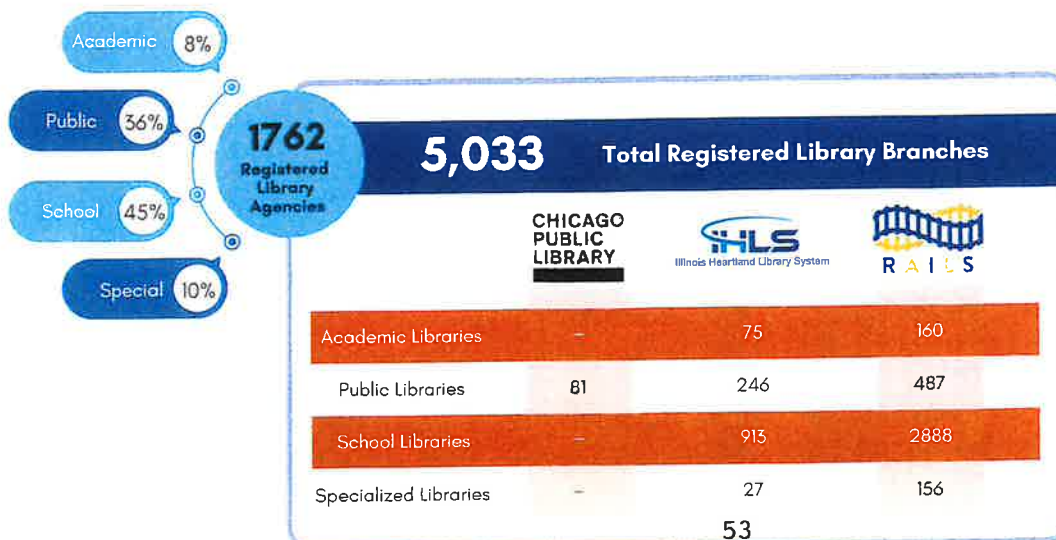 Academic 8%
Public 36%
School 45%
Special 10%
1762
Registered
Library
Agencies
5,033 Total Registered Library Branches
CHICAGO
PUBLIC
LIBRARY
IHLS
Illinois Heartland Library System
RAILS
Academic Libraries – 75 160
Public Libraries 81 246 487
School Libraries – 913 2888
Specialized Libraries – 27 156
53